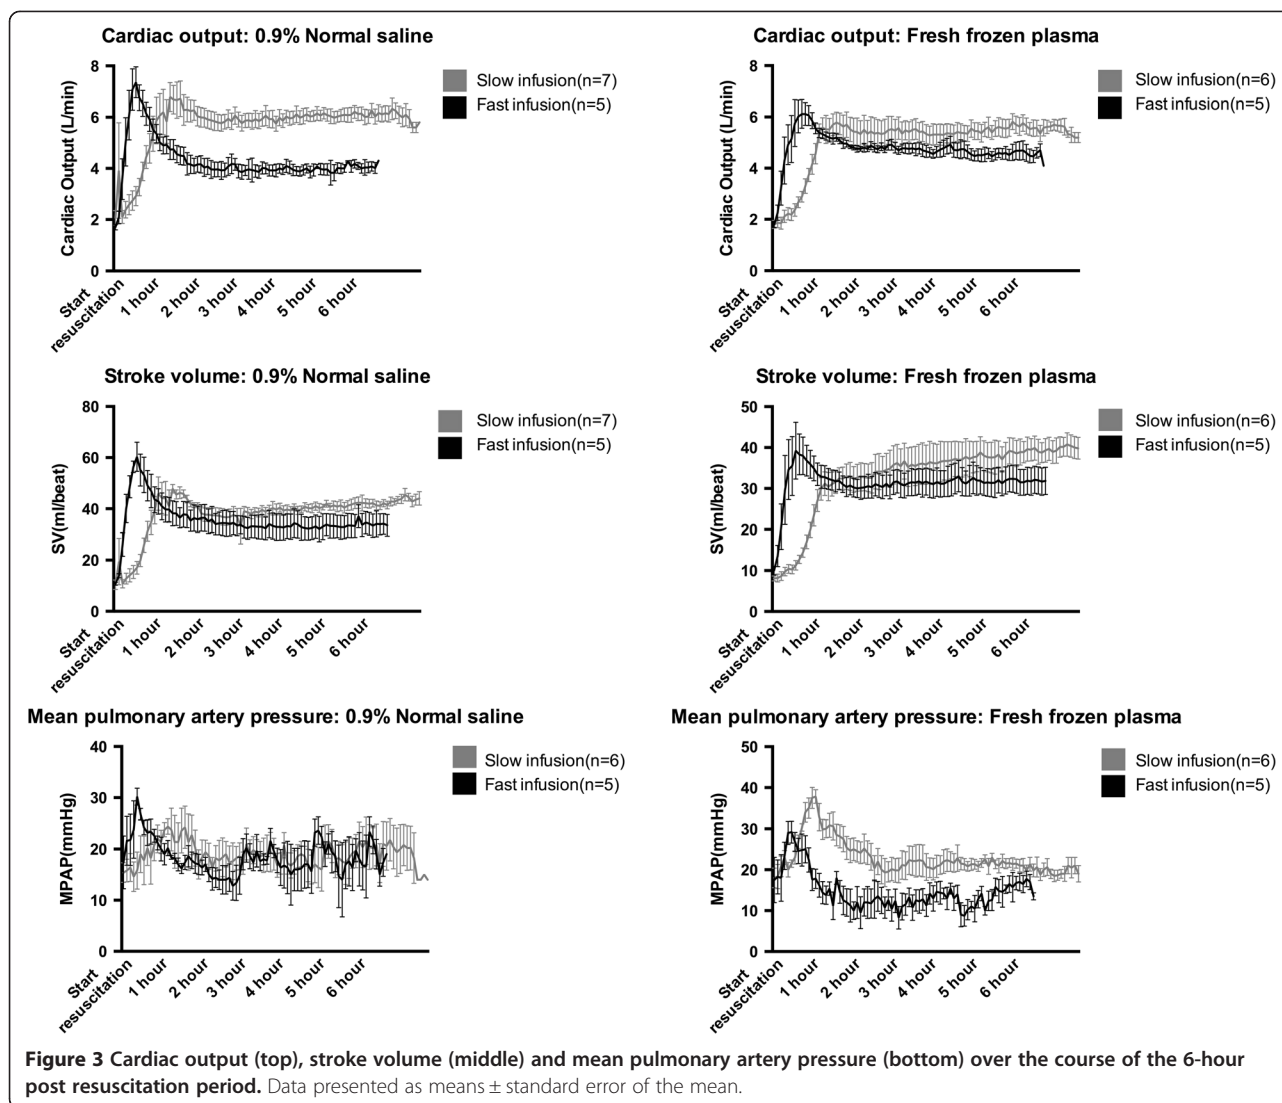 Cardiac output: 0.9% Normal saline
Cardiac Output (L/min)
8
6
4
2
0
Start
resuscitation
1 hour
2 hour
3 hour
4 hour
5 hour
6 hour
Slow infusion(n=7)
Fast infusion(n=5)
Cardiac output: Fresh frozen plasma
Cardiac Output (L/min)
8
6
4
2
0
Start
resuscitation
1 hour
2 hour
3 hour
4 hour
5 hour
6 hour
Slow infusion(n=6)
Fast infusion(n=5)
Stroke volume: 0.9% Normal saline
SV(ml/beat)
80
60
40
20
0
Start
resuscitation
1 hour
2 hour
3 hour
4 hour
5 hour
6 hour
Slow infusion(n=7)
Fast infusion(n=5)
Stroke volume: Fresh frozen plasma
SV(ml/beat)
50
40
30
20
10
0
Start
resuscitation
1 hour
2 hour
3 hour
4 hour
5 hour
6 hour
Slow infusion(n=6)
Fast infusion(n=5)
Mean pulmonary artery pressure: 0.9% Normal saline
MPAP(mmHg)
40
30
20
10
0
Start
resuscitation
1 hour
2 hour
3 hour
4 hour
5 hour
6 hour
Slow infusion(n=6)
Fast infusion(n=5)
Mean pulmonary artery pressure: Fresh frozen plasma
MPAP(mmHg)
50
40
30
20
10
0
Start
resuscitation
1 hour
2 hour
3 hour
4 hour
5 hour
6 hour
Slow infusion(n=6)
Fast infusion(n=5)
Figure 3 Cardiac output (top), stroke volume (middle) and mean pulmonary artery pressure (bottom) over the course of the 6-hour
post resuscitation period. Data presented as means ± standard error of the mean.